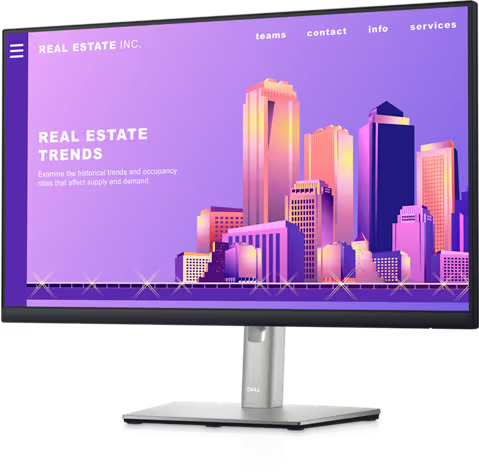 REAL ESTATE INC.
teams contact info services
REAL ESTATE
TRENDS
Examine the historical trends and occupancy
rates that affect supply and demand.
DELL